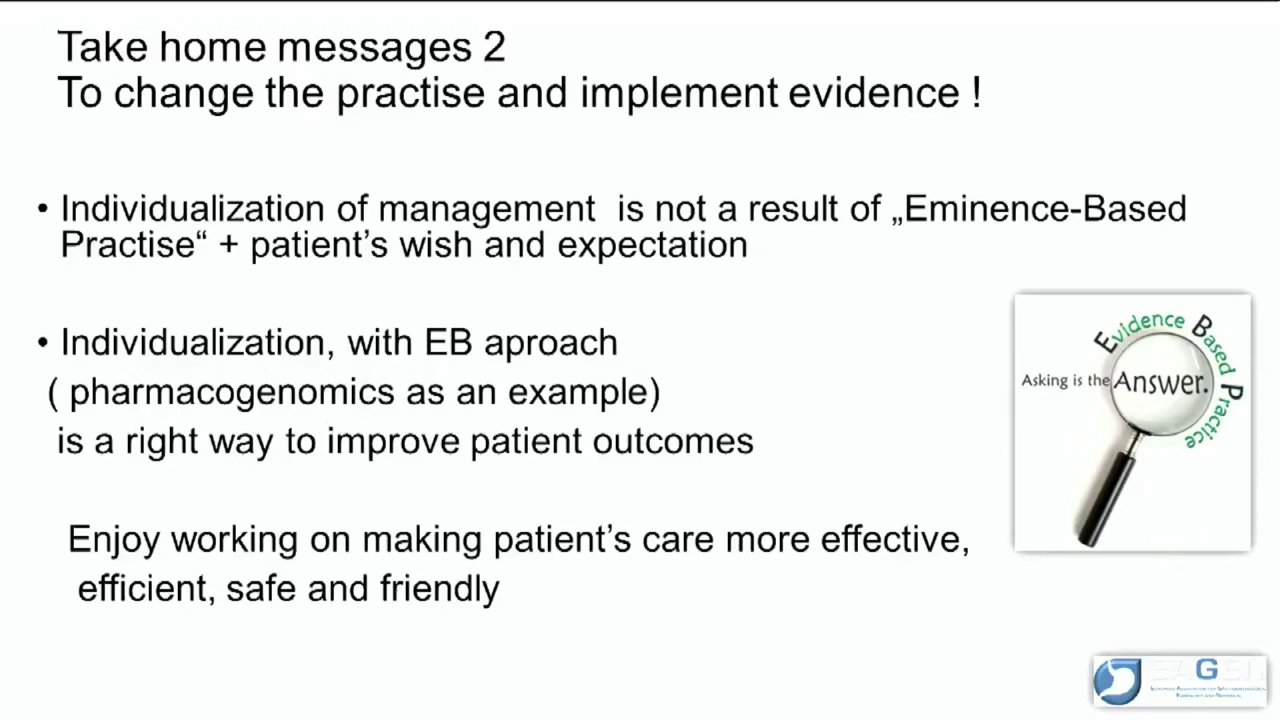 Take home messages 2
To change the practise and implement evidence !
• Individualization of management is not a result of „Eminence-Based
Practise“ + patient’s wish and expectation
• Individualization, with EB aproach
( pharmacogenomics as an example)
is a right way to improve patient outcomes
Enjoy working on making patient’s care more effective,
efficient, safe and friendly
Evidence Based Practice
Asking is the Answer.
EAGEN